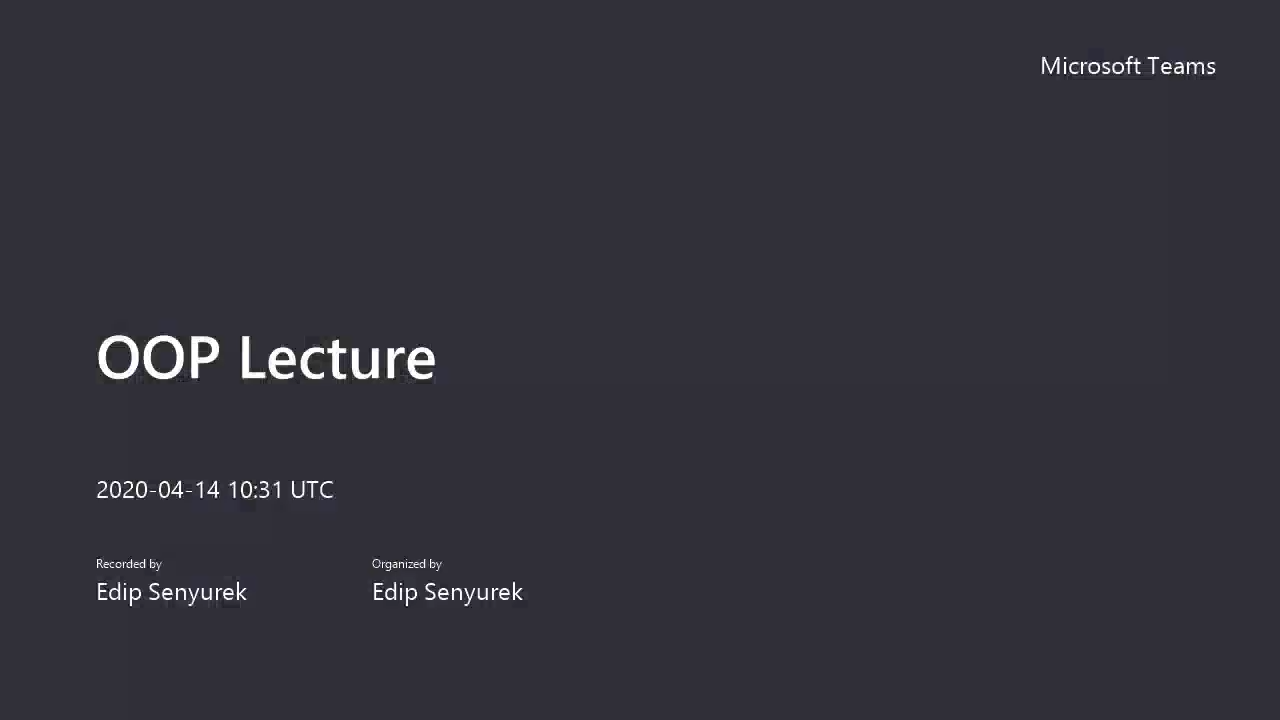 Microsoft Teams
OOP Lecture
2020-04-14 10:31 UTC
Recorded by
Edip Senyurek
Organized by
Edip Senyurek